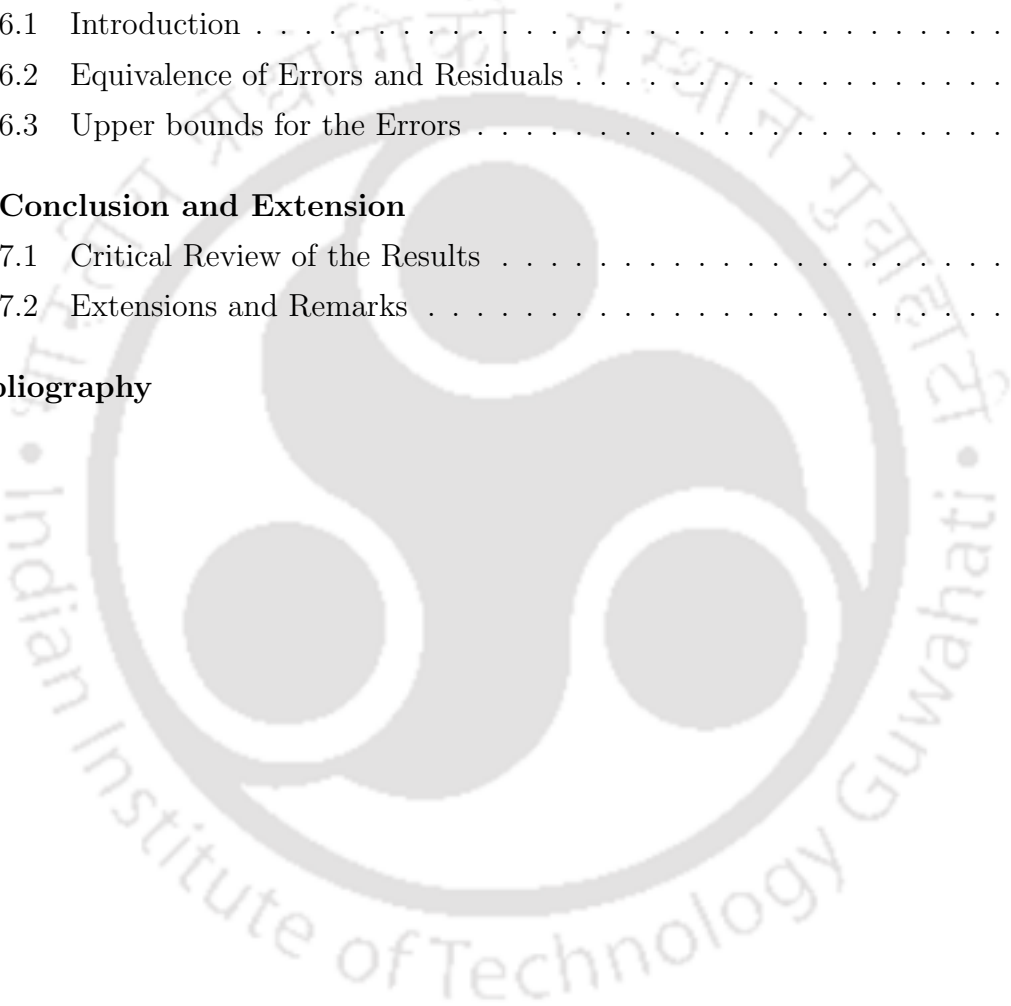 6.1 Introduction . . . . . . . . . . . . . . . . . . . . . . . . . . . . . .
6.2 Equivalence of Errors and Residuals . . . . . . . . . . . . . . . . . .
6.3 Upper bounds for the Errors . . . . . . . . . . . . . . . . . . . . . .
Conclusion and Extension
7.1 Critical Review of the Results . . . . . . . . . . . . . . . . . . . . .
7.2 Extensions and Remarks . . . . . . . . . . . . . . . . . . . . . . . .
bliography
Indian Institute of Technology Guwahati